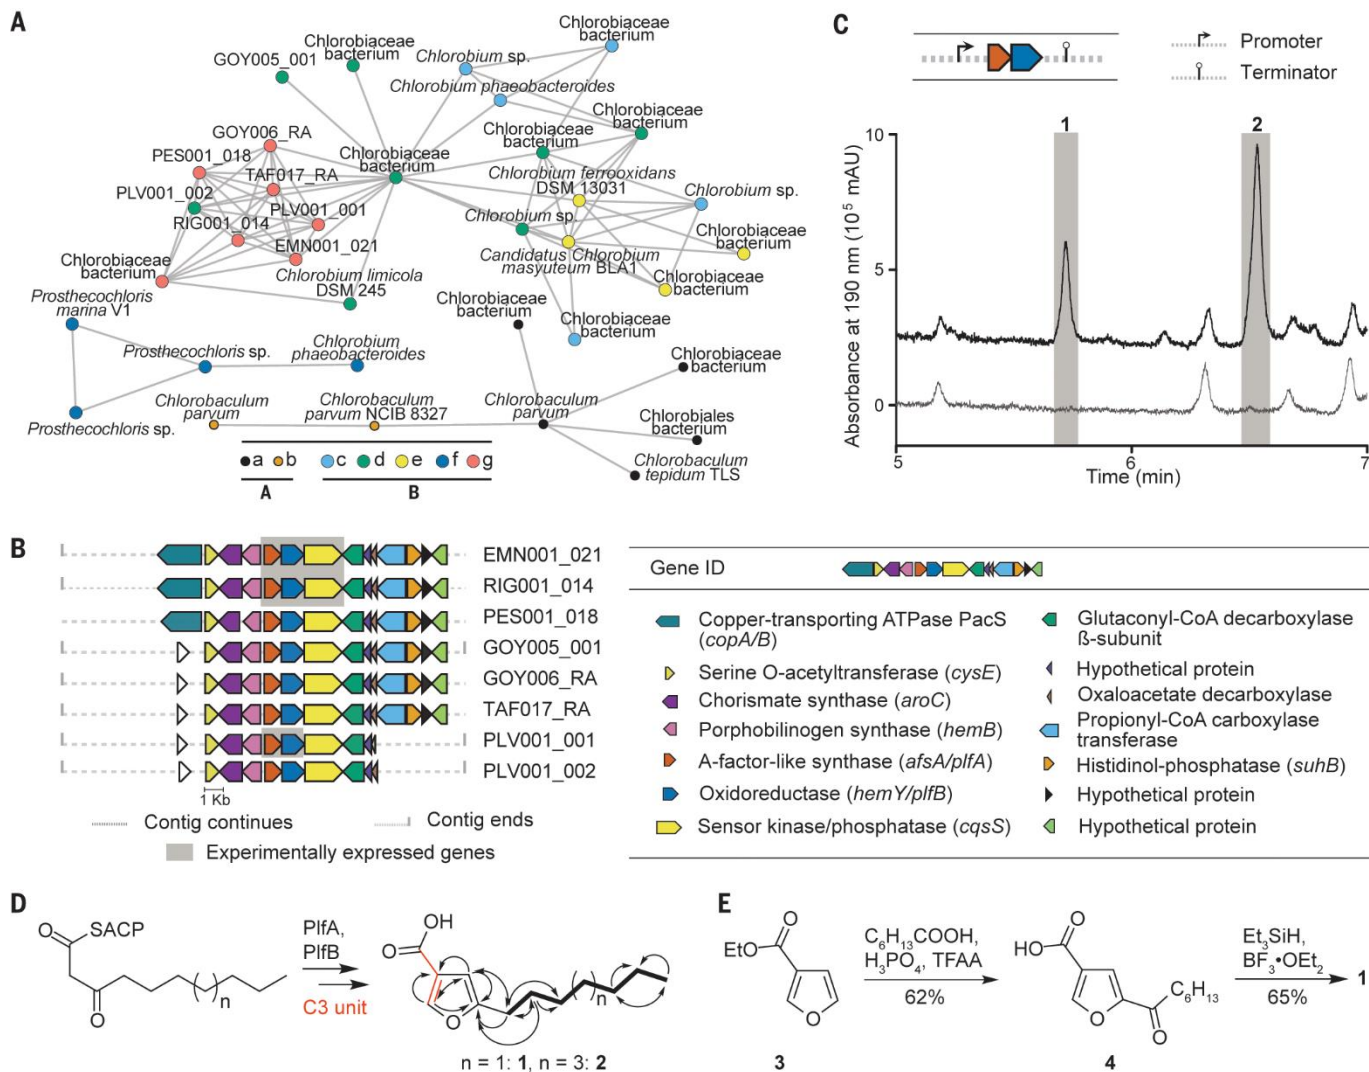 A
GOY005_001
Chlorobiaceae
bacterium
Chlorobium sp.
Chlorobiaceae
bacterium
Chlorobium phaeobacteroides
GOY006_RA
PES001_018
TAF017_RA
PLV001_002
PLV001_001
RIG001_014
EMN001_021
Chlorobiaceae
bacterium
Chlorobiaceae
bacterium
Chlorobiaceae
bacterium
Chlorobium ferrooxidans
DSM 13031
Chlorobium sp.
Chlorobium sp.
Candidatus Chlorobium
masyuteum BLA1
Chlorobiaceae
bacterium
Chlorobiaceae
bacterium
Chlorobiaceae
bacterium
Chlorobium limicola
DSM 245
Chlorobiaceae
bacterium
Prosthecochloris
marina V1
Prosthecochloris sp.
Chlorobium
phaeobacteroides
Prosthecochloris sp.
Chlorobaculum
parvum
Chlorobaculum
parvum NCIB 8327
Chlorobaculum
parvum
Chlorobiaceae
bacterium
Chlorobiaceae
bacterium
Chlorobiales
bacterium
Chlorobaculum
tepidum TLS
a b c d e f g
A B
C
Promoter
Terminator
1 2
10
5
0
Absorbance at 190 nm (10⁵ mAU)
5 6 7
Time (min)
B
EMN001_021
RIG001_014
PES001_018
GOY005_001
GOY006_RA
TAF017_RA
PLV001_001
PLV001_002
1 Kb
Contig continues
Contig ends
Experimentally expressed genes
Gene ID
Copper-transporting ATPase PacS
(copA/B)
Serine O-acetyltransferase (cysE)
Chorismate synthase (aroC)
Porphobilinogen synthase (hemB)
A-factor-like synthase (afsA/plfA)
Oxidoreductase (hemY/plfB)
Sensor kinase/phosphatase (cqsS)
Glutaconyl-CoA decarboxylase
ß-subunit
Hypothetical protein
Oxaloacetate decarboxylase
Propionyl-CoA carboxylase
transferase
Histidinol-phosphatase (suhB)
Hypothetical protein
Hypothetical protein
D
O SACP
O
n
PlfA,
PlfB
C3 unit
O OH
O
n
n = 1: 1, n = 3: 2
E
O
EtO
O
3
C₆H₁₃COOH,
H₃PO₄, TFAA
62%
O
HO
O
C₆H₁₃
O
4
Et₃SiH,
BF₃•OEt₂
65%
1